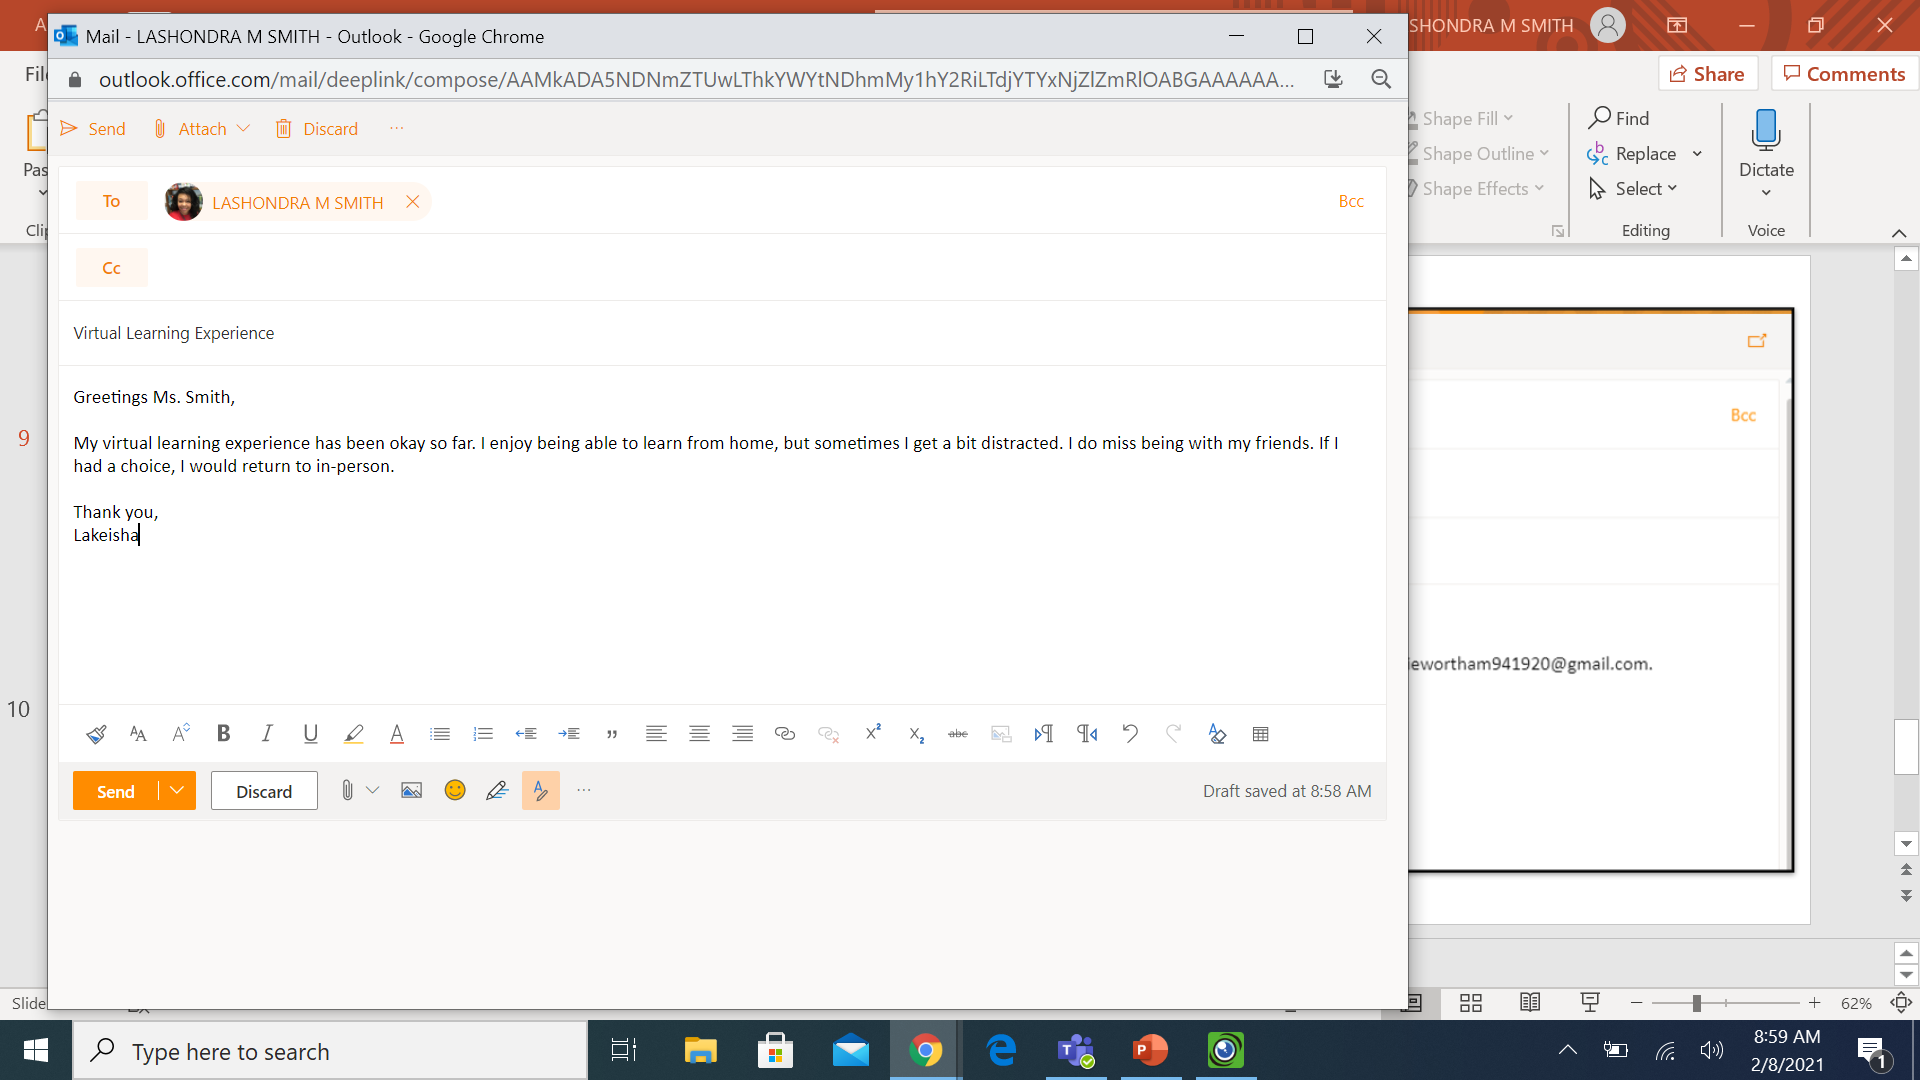 Mail - LASHONDRA M SMITH - Outlook - Google Chrome
SHONDRA M SMITH
outlook.office.com/mail/deeplink/compose/AAMkADA5NDNmZTUwLThkYWYtNDhmMy1hY2RiLTdjYTYxNjZlZmRlOABGAAAAAA...
Share
Comments
Send
Attach
Discard
Shape Fill
Find
Shape Outline
Replace
Shape Effects
Select
Dictate
Editing
Voice
To
LASHONDRA M SMITH
Bcc
Cc
Virtual Learning Experience
Greetings Ms. Smith,
My virtual learning experience has been okay so far. I enjoy being able to learn from home, but sometimes I get a bit distracted. I do miss being with my friends. If I
had a choice, I would return to in-person.
Thank you,
Lakeisha
9
10
Bcc
iewortham941920@gmail.com.
Send
Discard
Draft saved at 8:58 AM
Slide
62%
Type here to search
8:59 AM
2/8/2021
1